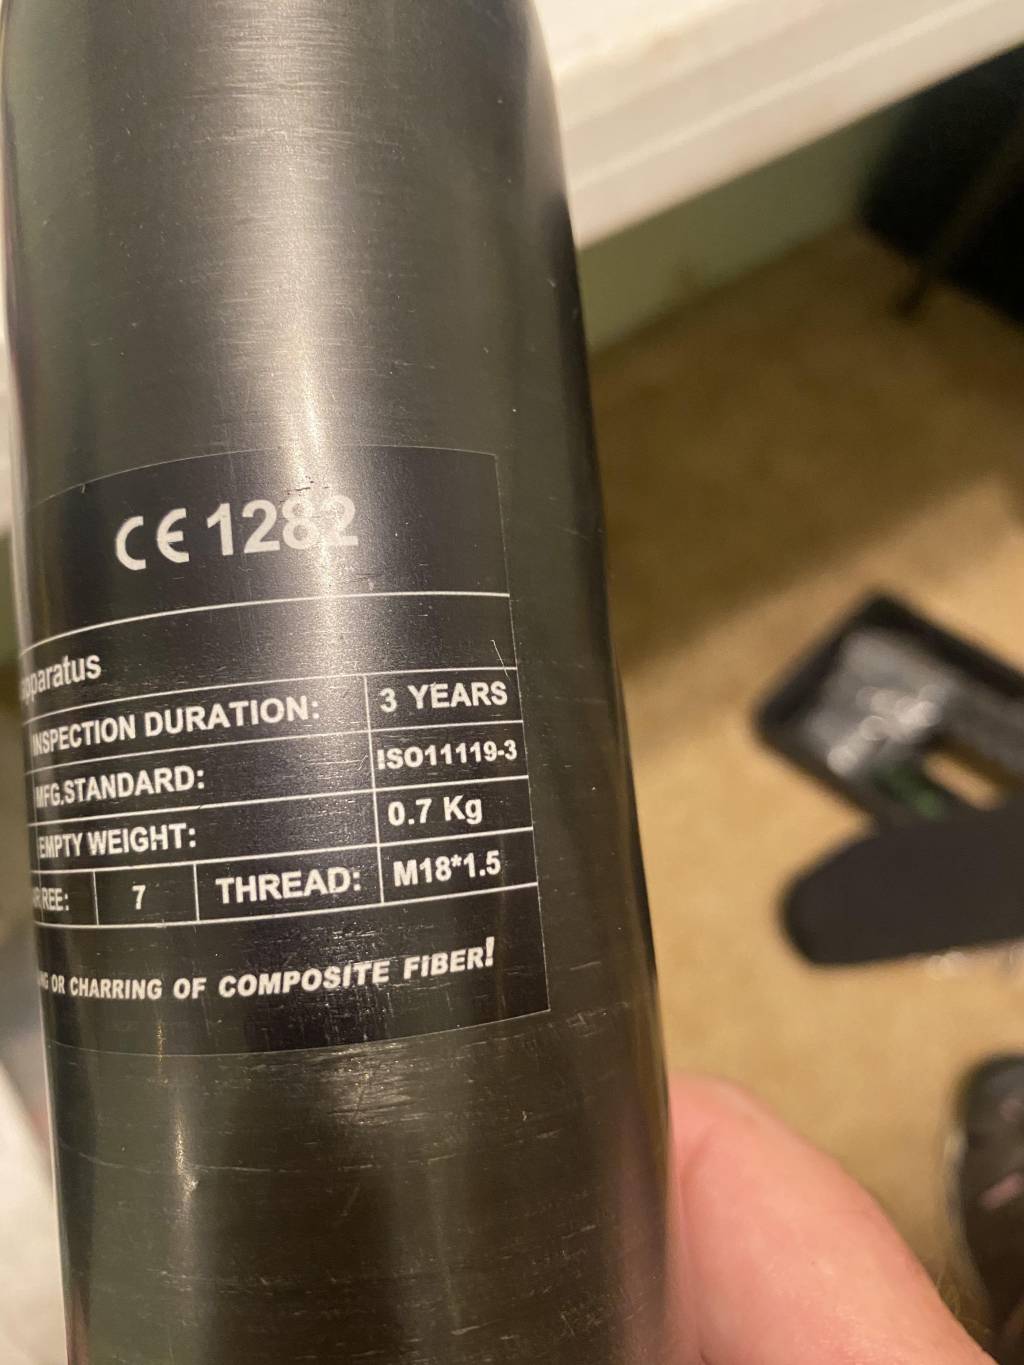 CE 1282
apparatus
INSPECTION DURATION: 3 YEARS
MFG.STANDARD: ISO11119-3
EMPTY WEIGHT: 0.7 Kg
7 THREAD: M18*1.5
OR CHARRING OF COMPOSITE FIBER!